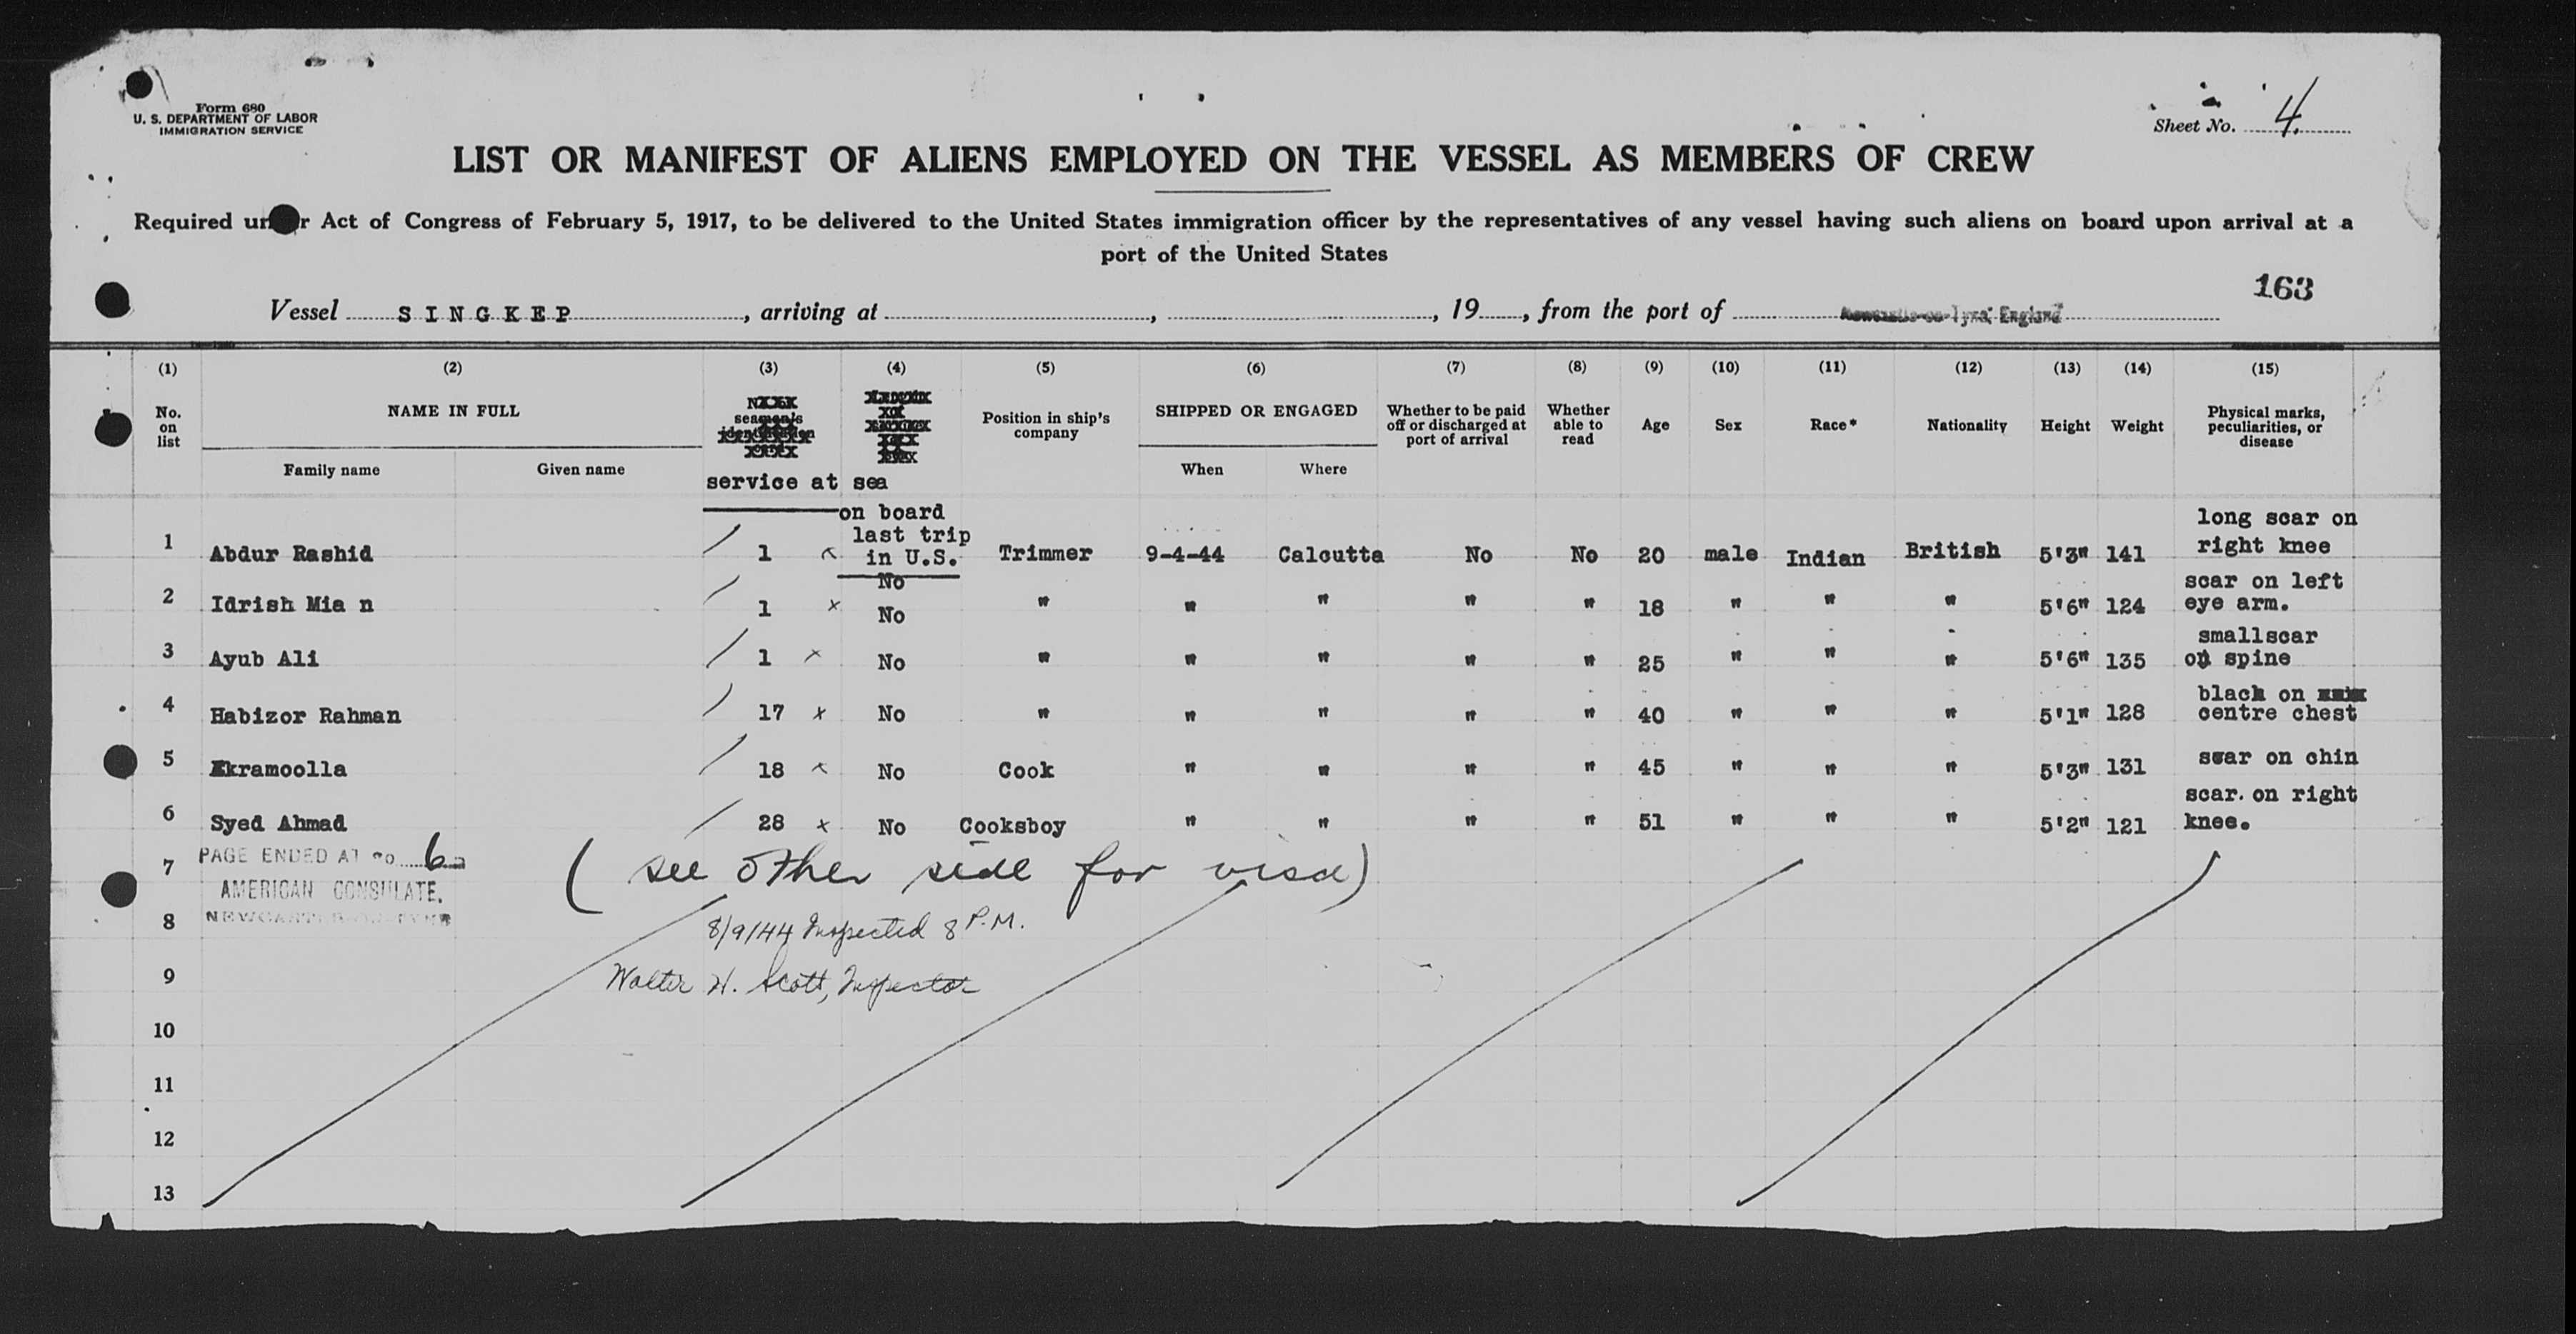 Form 680
U. S. DEPARTMENT OF LABOR
IMMIGRATION SERVICE
Sheet No. 4
LIST OR MANIFEST OF ALIENS EMPLOYED ON THE VESSEL AS MEMBERS OF CREW
Required under Act of Congress of February 5, 1917, to be delivered to the United States immigration officer by the representatives of any vessel having such aliens on board upon arrival at a
port of the United States
163
Vessel SINGKEP, arriving at , , 19 , from the port of England
(1) (2) (3) (4) (5) (6) (7) (8) (9) (10) (11) (12) (13) (14) (15)
No. on list NAME IN FULL seamen's Position in ship's company SHIPPED OR ENGAGED Whether to be paid off or discharged at port of arrival Whether able to read Age Sex Race* Nationality Height Weight Physical marks, peculiarities, or disease
Family name Given name When Where
service at sea
on board last trip in U.S.
1 Abdur Rashid 1 No Trimmer 9-4-44 Calcutta No No 20 male Indian British 5'3" 141 long scar on right knee
2 Idrish Mia n 1 x No " " " " " 18 " " " 5'6" 124 scar on left eye arm.
3 Ayub Ali 1 x No " " " " " 25 " " " 5'6" 135 smallscar on spine
4 Habizor Rahman 17 x No " " " " " 40 " " " 5'1" 128 black on centre chest
5 Ekramoolla 18 x No Cook " " " " 45 " " " 5'3" 131 scar on chin
6 Syed Ahmad 28 x No Cooksboy " " " " 51 " " " 5'2" 121 scar. on right knee.
7 PAGE ENDED AT No 6
(see other side for visa)
AMERICAN CONSULATE.
8 8/9/44 Inspected 8 P.M.
9 Walter H. Scott, Inspector
10
11
12
13